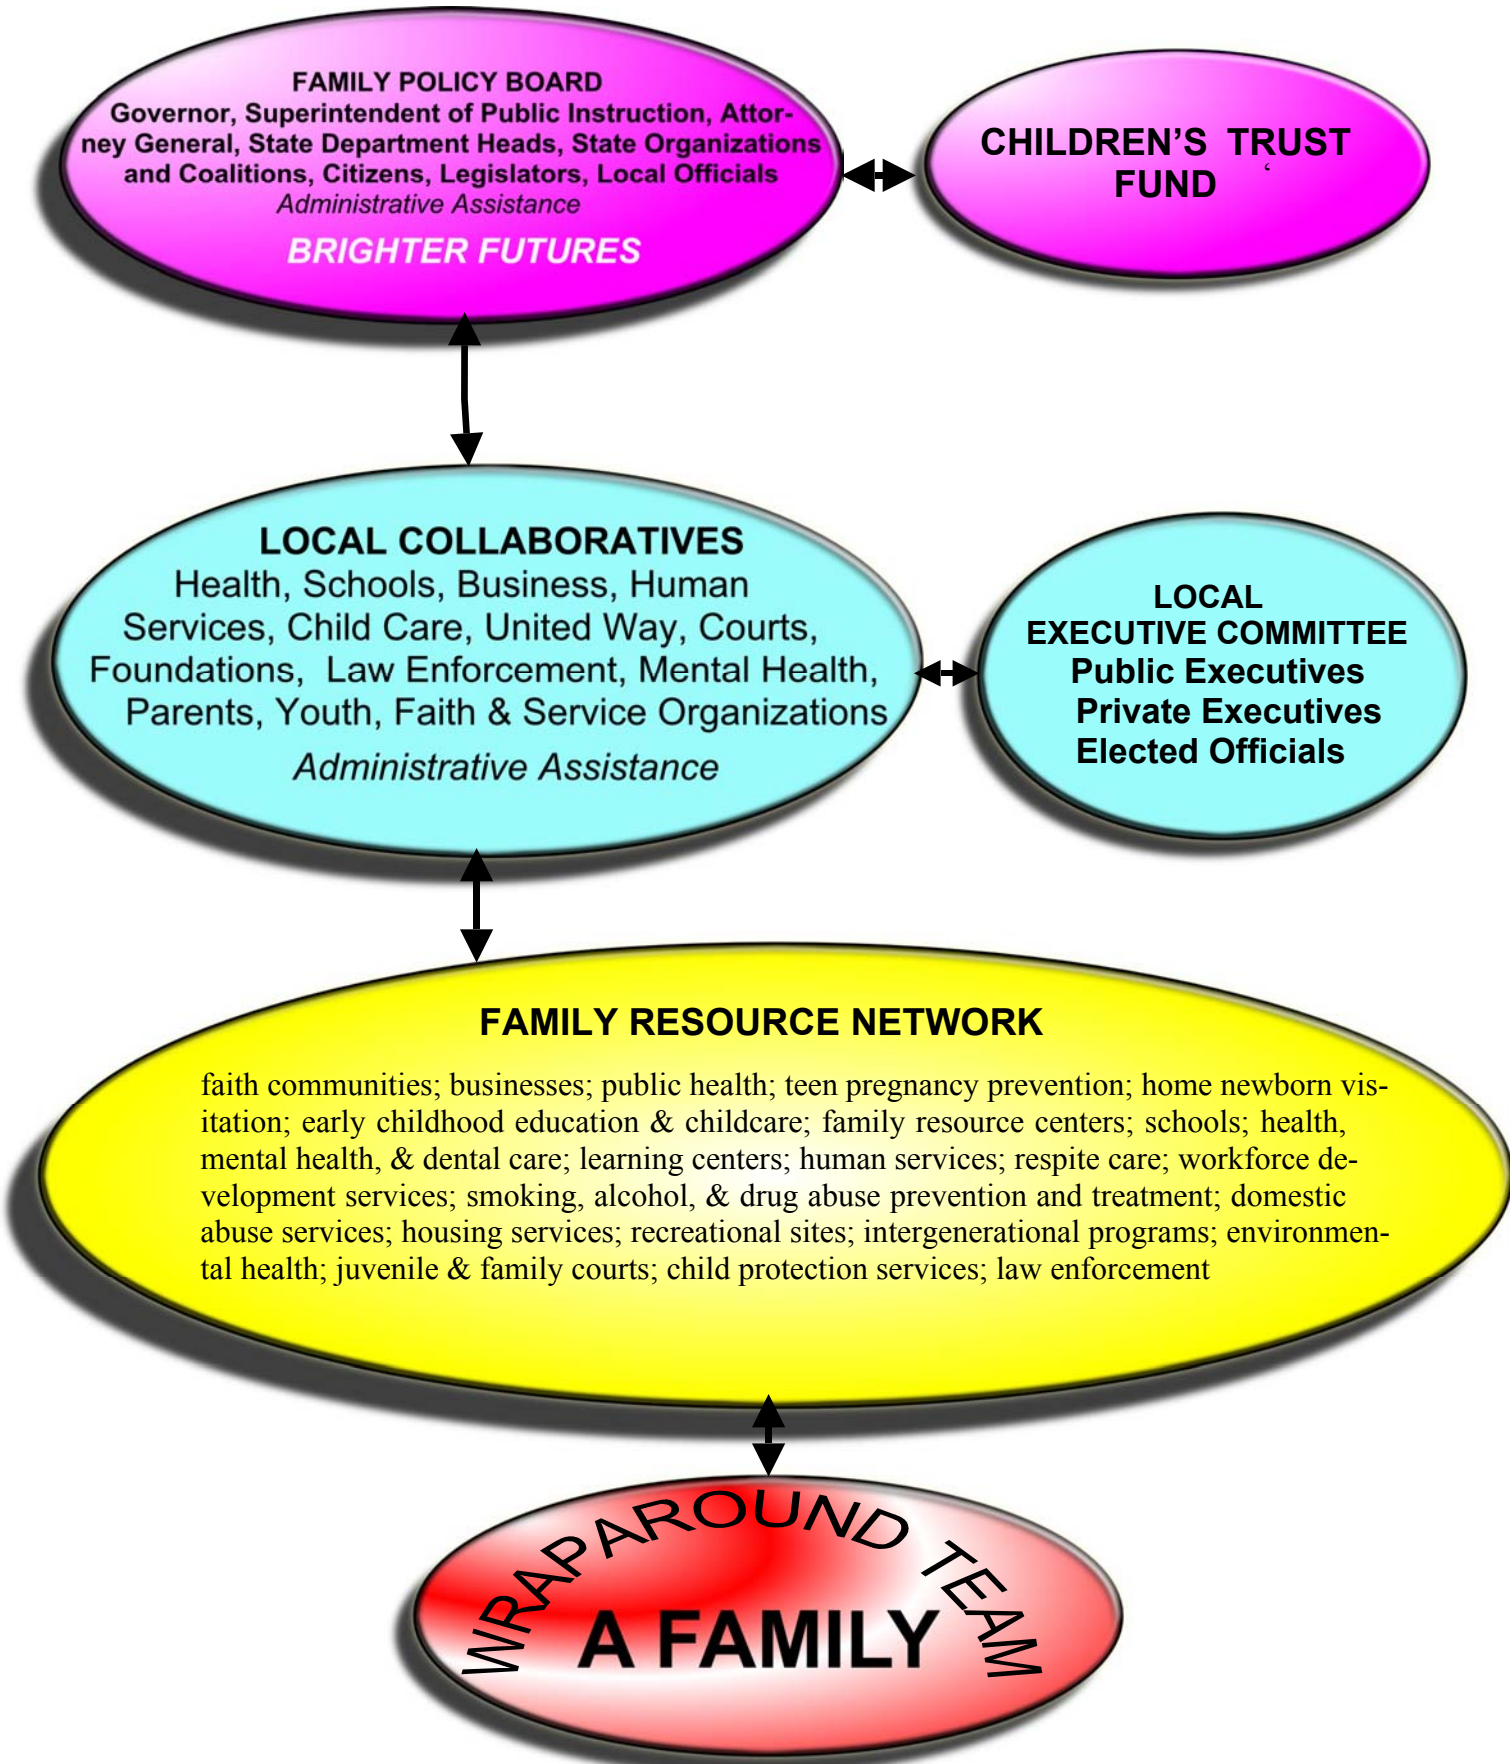 FAMILY POLICY BOARD
Governor, Superintendent of Public Instruction, Attor-
ney General, State Department Heads, State Organizations
and Coalitions, Citizens, Legislators, Local Officials
Administrative Assistance
BRIGHTER FUTURES
CHILDREN’S TRUST
FUND ‘
LOCAL COLLABORATIVES
Health, Schools, Business, Human
Services, Child Care, United Way, Courts,
Foundations, Law Enforcement, Mental Health,
Parents, Youth, Faith & Service Organizations
Administrative Assistance
LOCAL
EXECUTIVE COMMITTEE
Public Executives
Private Executives
Elected Officials
FAMILY RESOURCE NETWORK
faith communities; businesses; public health; teen pregnancy prevention; home newborn vis-
itation; early childhood education & childcare; family resource centers; schools; health,
mental health, & dental care; learning centers; human services; respite care; workforce de-
velopment services; smoking, alcohol, & drug abuse prevention and treatment; domestic
abuse services; housing services; recreational sites; intergenerational programs; environmen-
tal health; juvenile & family courts; child protection services; law enforcement
WRAPAROUND TEAM
A FAMILY